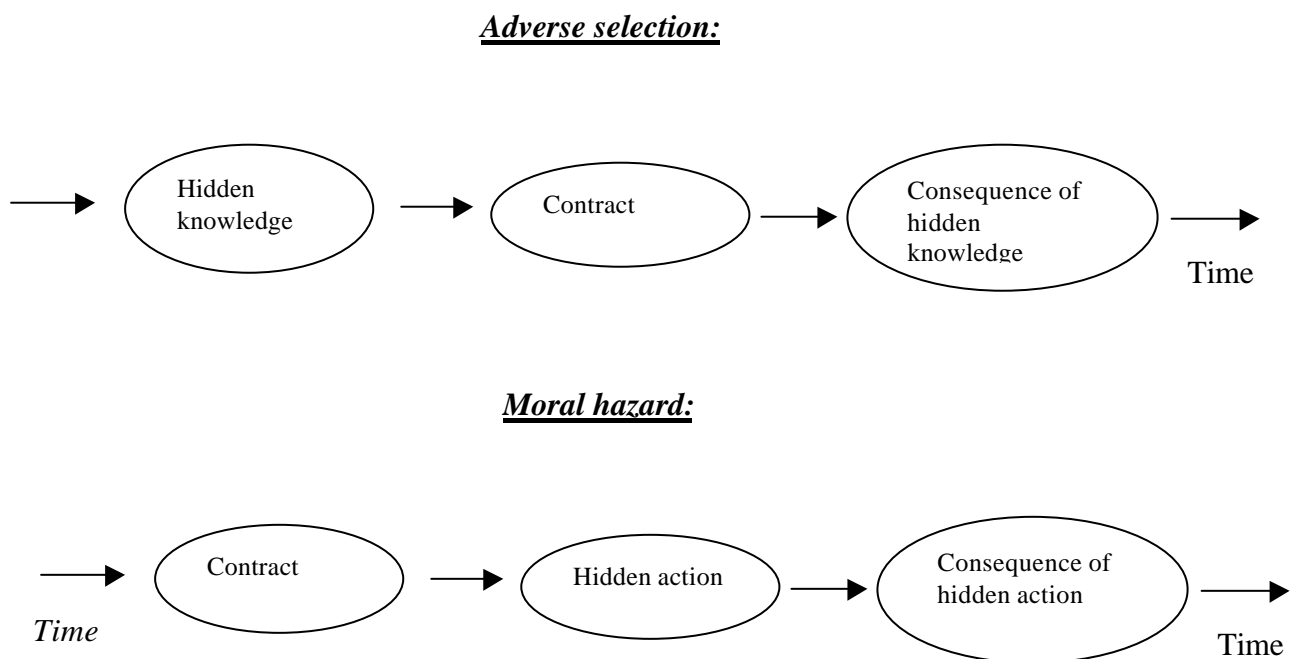 Adverse selection:
Hidden
knowledge
Contract
Consequence of
hidden
knowledge
Time
Moral hazard:
Contract
Hidden action
Consequence of
hidden action
Time
Time